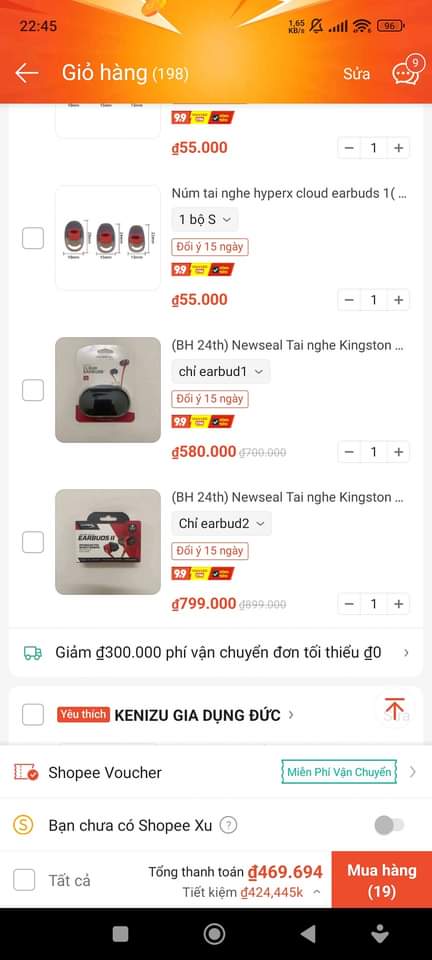 22:45
1,65
KB/s
96
Giỏ hàng (198)
Sửa
9
9.9
₫55.000
1
Núm tai nghe hyperx cloud earbuds 1( ...
1 bộ S
Đổi ý 15 ngày
9.9
₫55.000
1
(BH 24th) Newseal Tai nghe Kingston ...
chỉ earbud1
Đổi ý 15 ngày
9.9
₫580.000 ₫700.000
1
(BH 24th) Newseal Tai nghe Kingston ...
EARBUDS II
Chỉ earbud2
Đổi ý 15 ngày
9.9
₫799.000 ₫899.000
1
Giảm ₫300.000 phí vận chuyển đơn tối thiểu ₫0
Yêu thích KENIZU GIA DỤNG ĐỨC
Sửa
Shopee Voucher
Miễn Phí Vận Chuyển
Bạn chưa có Shopee Xu ?
Tất cả
Tổng thanh toán ₫469.694
Tiết kiệm ₫424,445k
Mua hàng
(19)